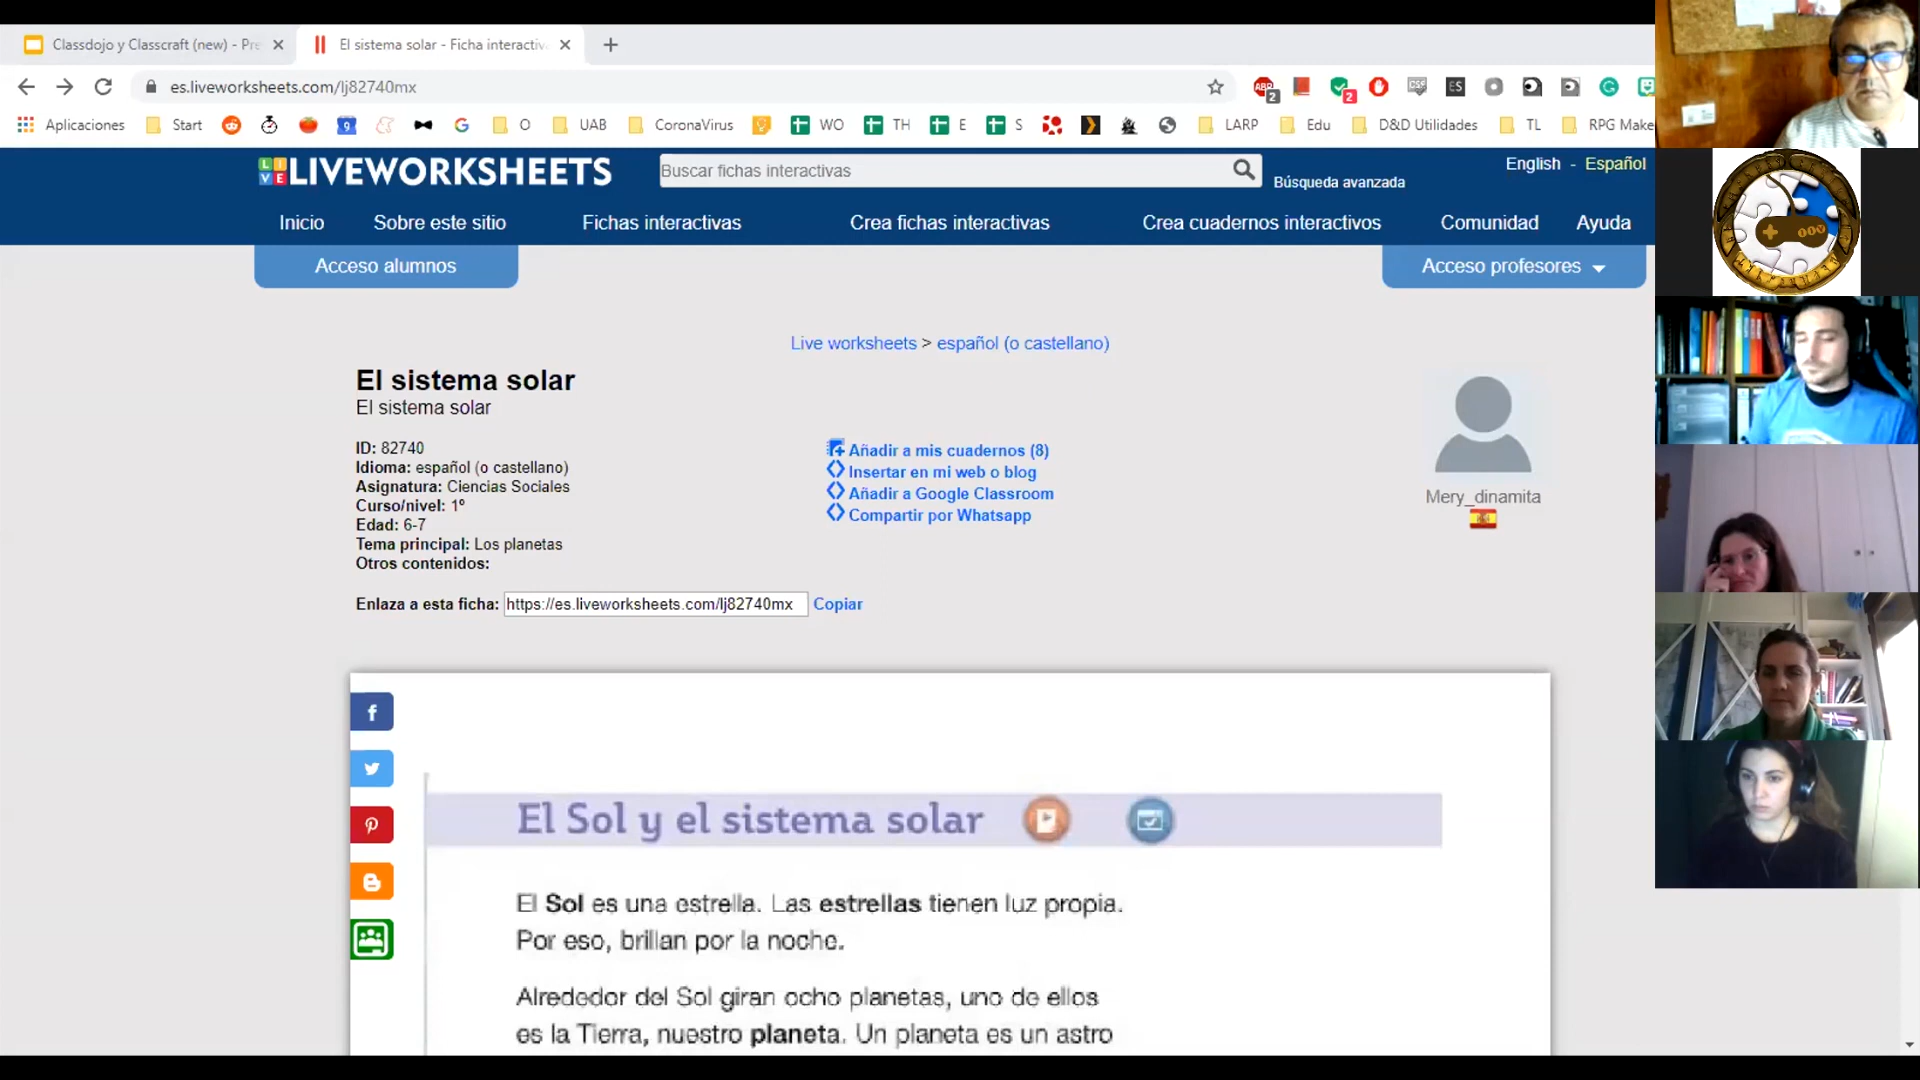 Classdojo y Classcraft (new) - Pre
El sistema solar - Ficha interactiva
es.liveworksheets.com/lj82740mx
Aplicaciones Start O UAB CoronaVirus WO TH E S LARP Edu D&D Utilidades TL RPG Make
LIVEWORKSHEETS
Buscar fichas interactivas
Búsqueda avanzada
English - Español
Inicio Sobre este sitio Fichas interactivas Crea fichas interactivas Crea cuadernos interactivos Comunidad Ayuda
Acceso alumnos
Acceso profesores
Live worksheets > español (o castellano)
El sistema solar
El sistema solar
ID: 82740
Idioma: español (o castellano)
Asignatura: Ciencias Sociales
Curso/nivel: 1º
Edad: 6-7
Tema principal: Los planetas
Otros contenidos:
Añadir a mis cuadernos (8)
Insertar en mi web o blog
Añadir a Google Classroom
Compartir por Whatsapp
Mery_dinamita
Enlaza a esta ficha: https://es.liveworksheets.com/lj82740mx Copiar
El Sol y el sistema solar
El Sol es una estrella. Las estrellas tienen luz propia.
Por eso, brillan por la noche.
Alrededor del Sol giran ocho planetas, uno de ellos
es la Tierra, nuestro planeta. Un planeta es un astro